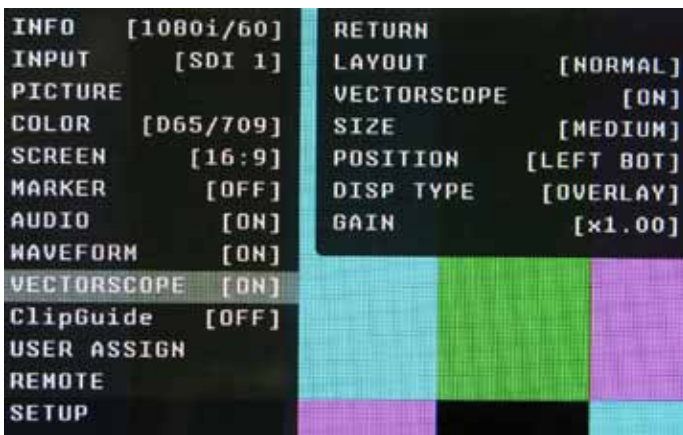 INFO [1080i/60]
INPUT [SDI 1]
PICTURE
COLOR [D65/709]
SCREEN [16:9]
MARKER [OFF]
AUDIO [ON]
WAVEFORM [ON]
VECTORSCOPE [ON]
ClipGuide [OFF]
USER ASSIGN
REMOTE
SETUP
RETURN
LAYOUT [NORMAL]
VECTORSCOPE [ON]
SIZE [MEDIUM]
POSITION [LEFT BOT]
DISP TYPE [OVERLAY]
GAIN [x1.00]